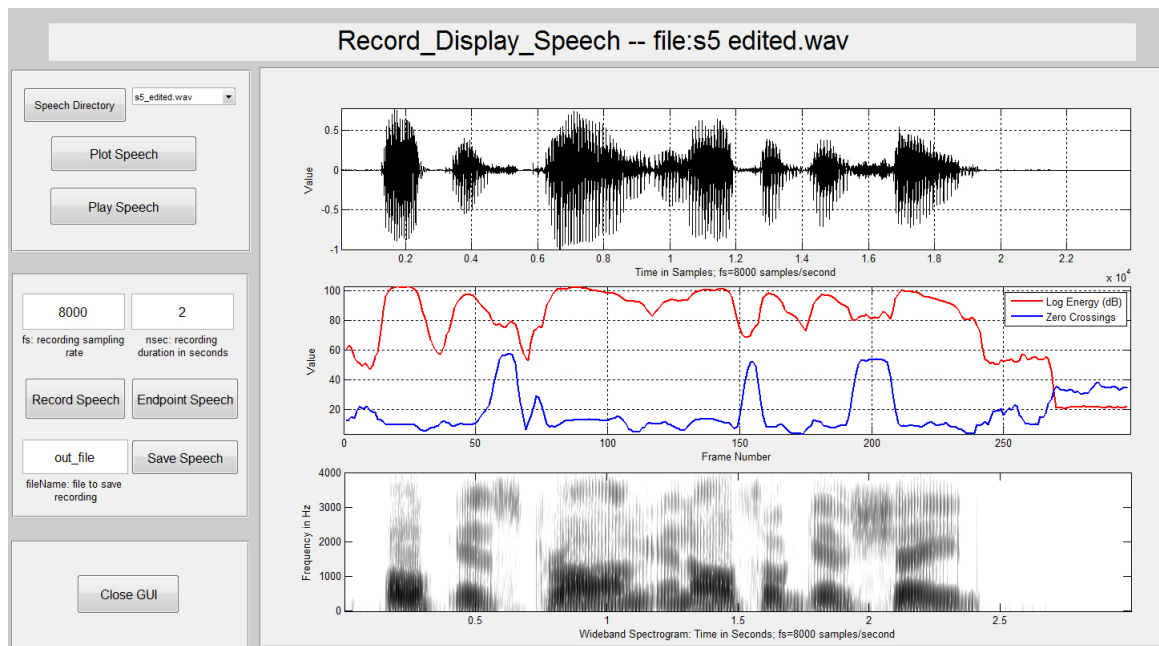 Record_Display_Speech -- file:s5 edited.wav
Speech Directory
s5_edited.wav
Plot Speech
Play Speech
8000
2
fs: recording sampling
rate
nsec: recording
duration in seconds
Record Speech
Endpoint Speech
out_file
Save Speech
fileName: file to save
recording
Close GUI
Value
0.5
0
-0.5
-1
0.2 0.4 0.6 0.8 1 1.2 1.4 1.6 1.8 2 2.2
Time in Samples; fs=8000 samples/second
x 10^4
Value
100
80
60
40
20
Log Energy (dB)
Zero Crossings
0 50 100 150 200 250
Frame Number
Frequency in Hz
4000
3000
2000
1000
0
0.5 1 1.5 2 2.5
Wideband Spectrogram: Time in Seconds; fs=8000 samples/second